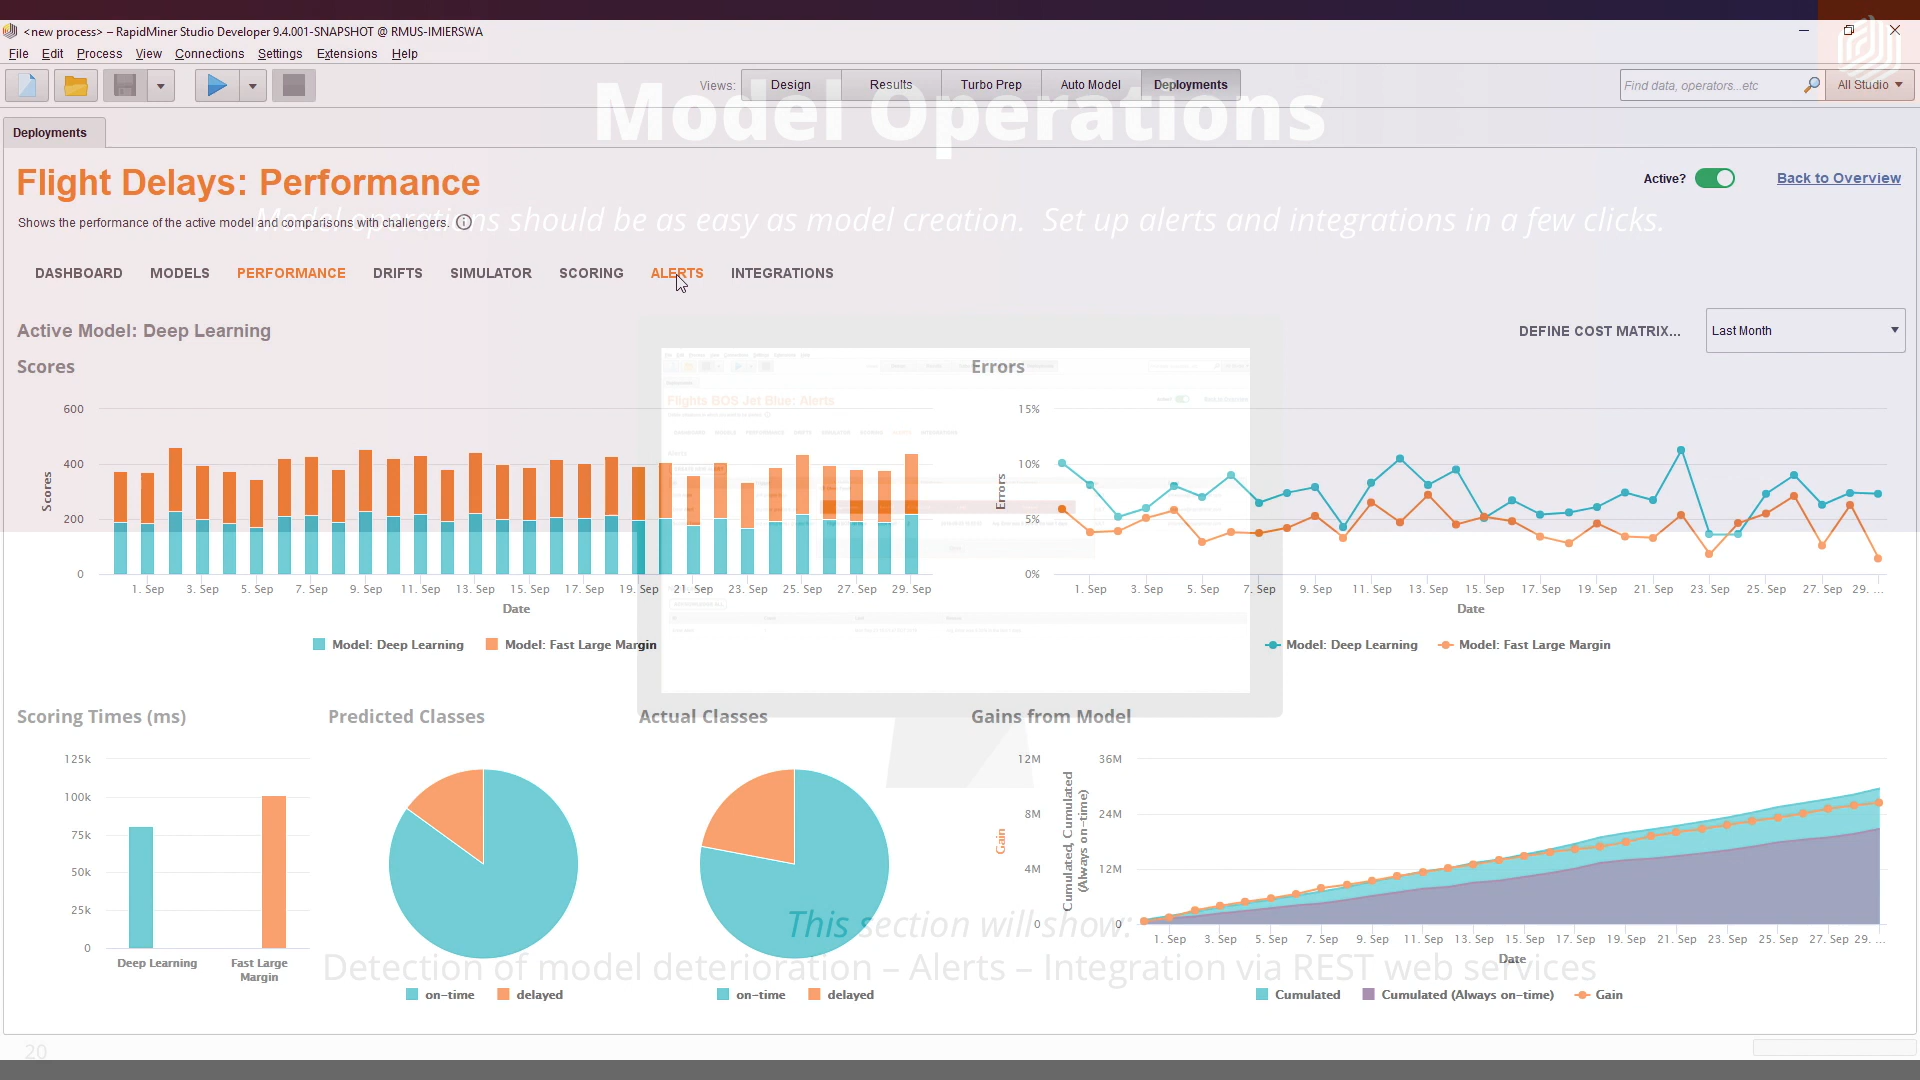 <new process> – RapidMiner Studio Developer 9.4.001-SNAPSHOT @ RMUS-IMIERSWA
File Edit Process View Connections Settings Extensions Help
Views: Design Results Turbo Prep Auto Model Deployments
Find data, operators...etc
All Studio
Model Operations
Deployments
Flight Delays: Performance
Active?
Back to Overview
Shows the performance of the active model and comparisons with challengers.
Model operations should be as easy as model creation. Set up alerts and integrations in a few clicks.
DASHBOARD MODELS PERFORMANCE DRIFTS SIMULATOR SCORING ALERTS INTEGRATIONS
Active Model: Deep Learning
DEFINE COST MATRIX...
Last Month
Scores
600
400
200
0
Scores
1. Sep 3. Sep 5. Sep 7. Sep 9. Sep 11. Sep 13. Sep 15. Sep 17. Sep 19. Sep 21. Sep 23. Sep 25. Sep 27. Sep 29. Sep
Date
Model: Deep Learning Model: Fast Large Margin
Flights BOS Jet Blue: Alerts
Errors
15%
10%
5%
0%
Errors
1. Sep 3. Sep 5. Sep 7. Sep 9. Sep 11. Sep 13. Sep 15. Sep 17. Sep 19. Sep 21. Sep 23. Sep 25. Sep 27. Sep 29. ...
Date
Model: Deep Learning Model: Fast Large Margin
Scoring Times (ms)
125k
100k
75k
50k
25k
0
Deep Learning Fast Large Margin
Predicted Classes
on-time delayed
Actual Classes
on-time delayed
Gains from Model
12M
8M
4M
0
Gain
Cumulated, Cumulated (Always on-time)
36M
24M
12M
0
1. Sep 3. Sep 5. Sep 7. Sep 9. Sep 11. Sep 13. Sep 15. Sep 17. Sep 19. Sep 21. Sep 23. Sep 25. Sep 27. Sep 29. ...
Date
Cumulated Cumulated (Always on-time) Gain
This section will show:
Detection of model deterioration – Alerts – Integration via REST web services
20